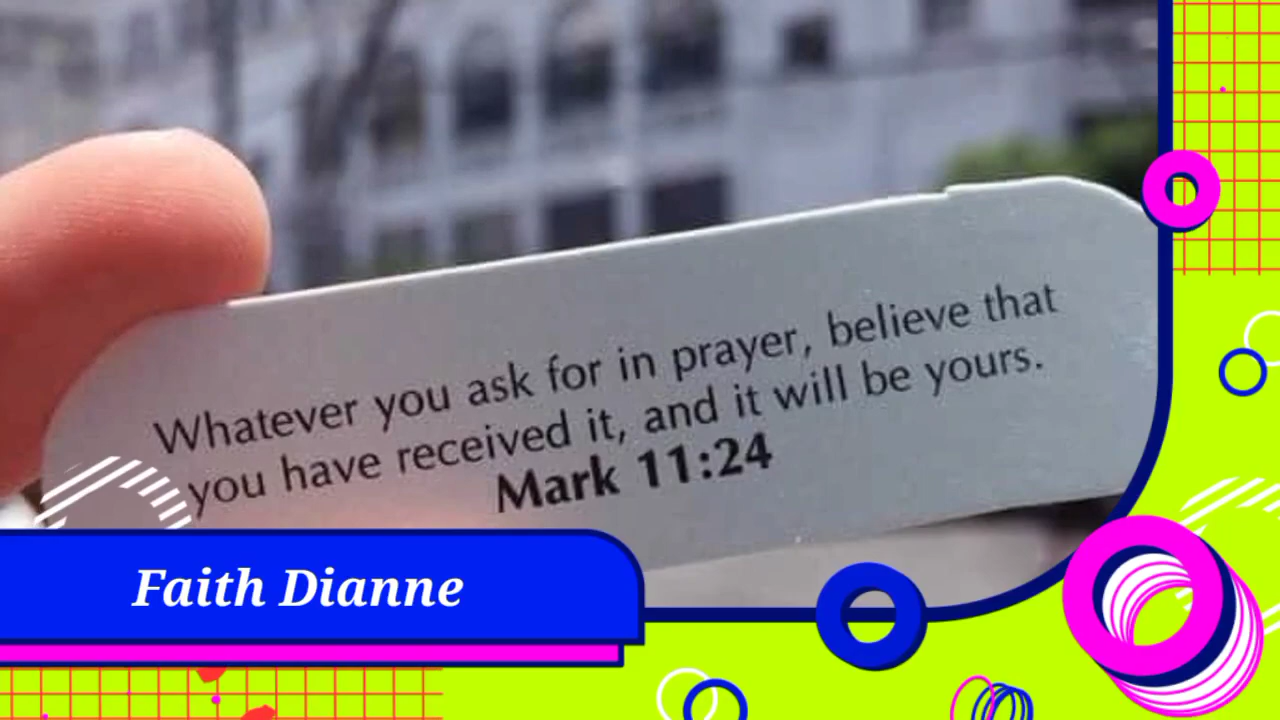 Whatever you ask for in prayer, believe that
you have received it, and it will be yours.
Mark 11:24
Faith Dianne